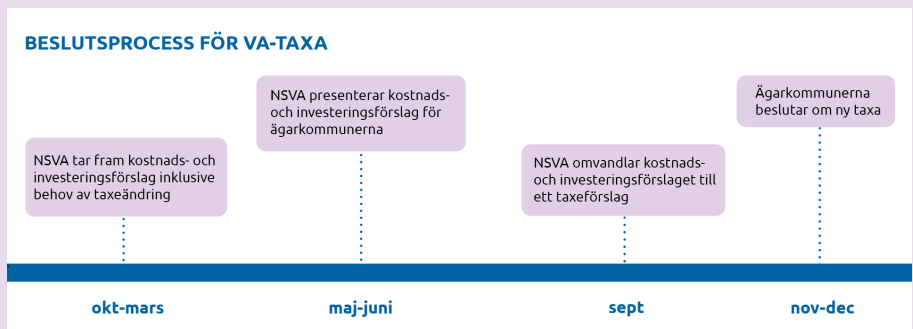 BESLUTSPROCESS FÖR VA-TAXA
NSVA tar fram kostnads- och
investeringsförslag inklusive
behov av taxeändring
NSVA presenterar kostnads-
och investeringsförslag för
ägarkommunerna
NSVA omvandlar kostnads-
och investeringsförslaget till
ett taxeförslag
Ägarkommunerna
beslutar om ny taxa
okt-mars
maj-juni
sept
nov-dec